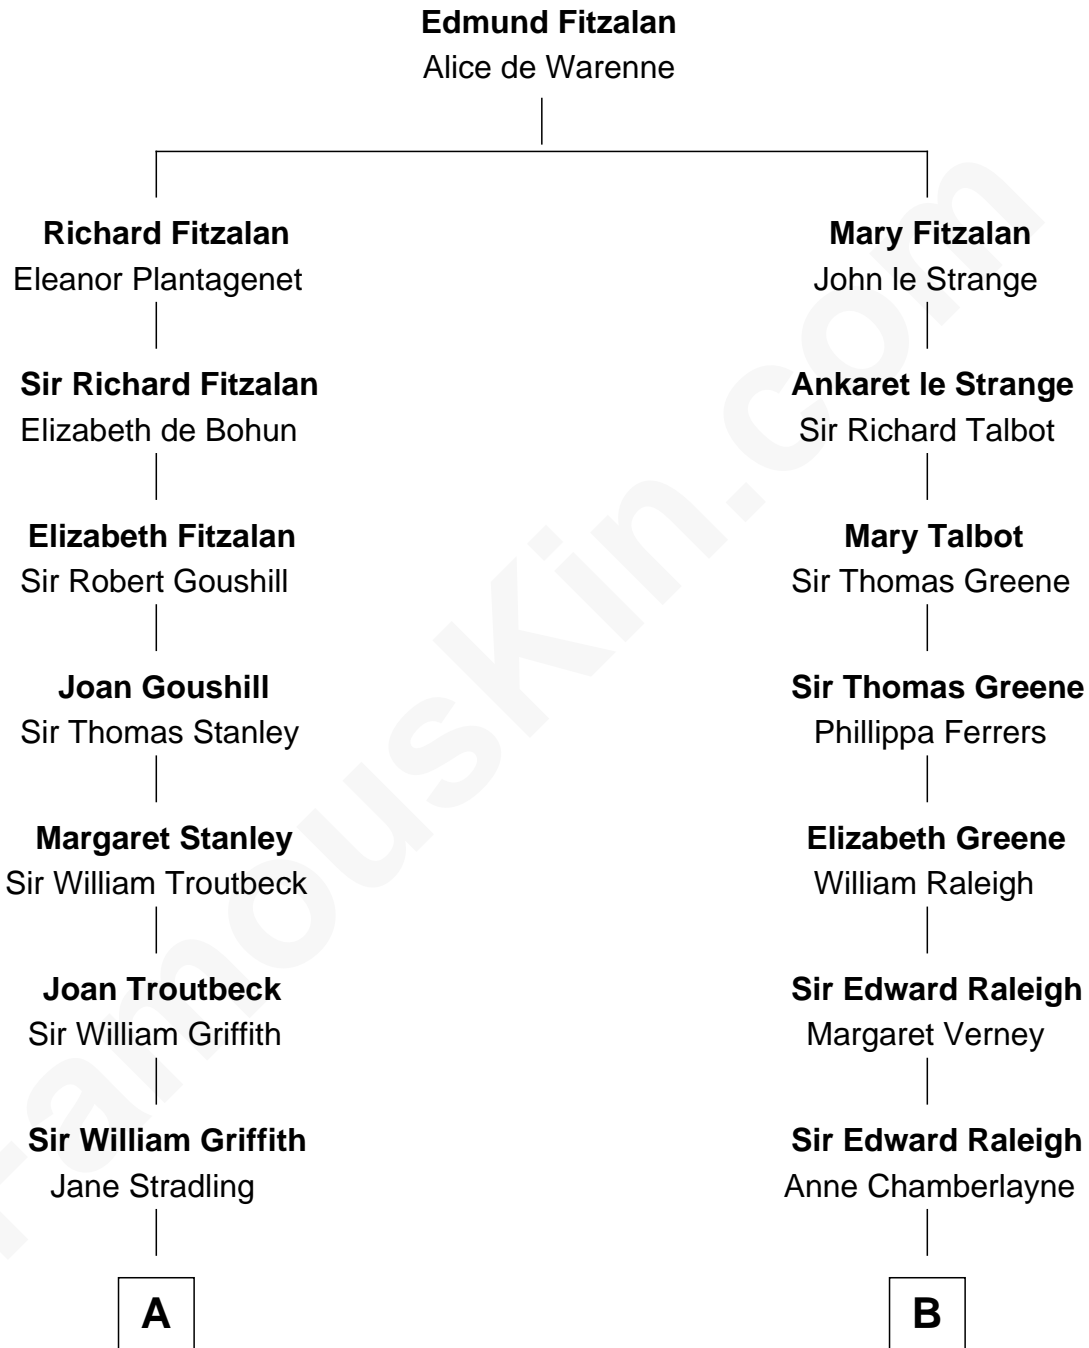 Edmund Fitzalan
Alice de Warenne
Richard Fitzalan
Eleanor Plantagenet
Mary Fitzalan
John le Strange
Sir Richard Fitzalan
Elizabeth de Bohun
Ankaret le Strange
Sir Richard Talbot
Elizabeth Fitzalan
Sir Robert Goushill
Mary Talbot
Sir Thomas Greene
Joan Goushill
Sir Thomas Stanley
Sir Thomas Greene
Phillippa Ferrers
Margaret Stanley
Sir William Troutbeck
Elizabeth Greene
William Raleigh
Joan Troutbeck
Sir William Griffith
Sir Edward Raleigh
Margaret Verney
Sir William Griffith
Jane Stradling
Sir Edward Raleigh
Anne Chamberlayne
A
B
FamousKin.com